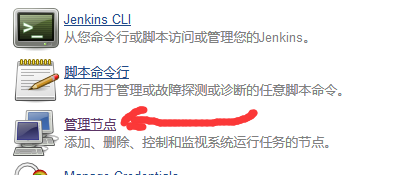 Jenkins CLI
从您命令行或脚本访问或管理您的Jenkins。
脚本命令行
执行用于管理或故障探测或诊断的任意脚本命令。
管理节点
添加、删除、控制和监视系统运行任务的节点。
Manage Credentials